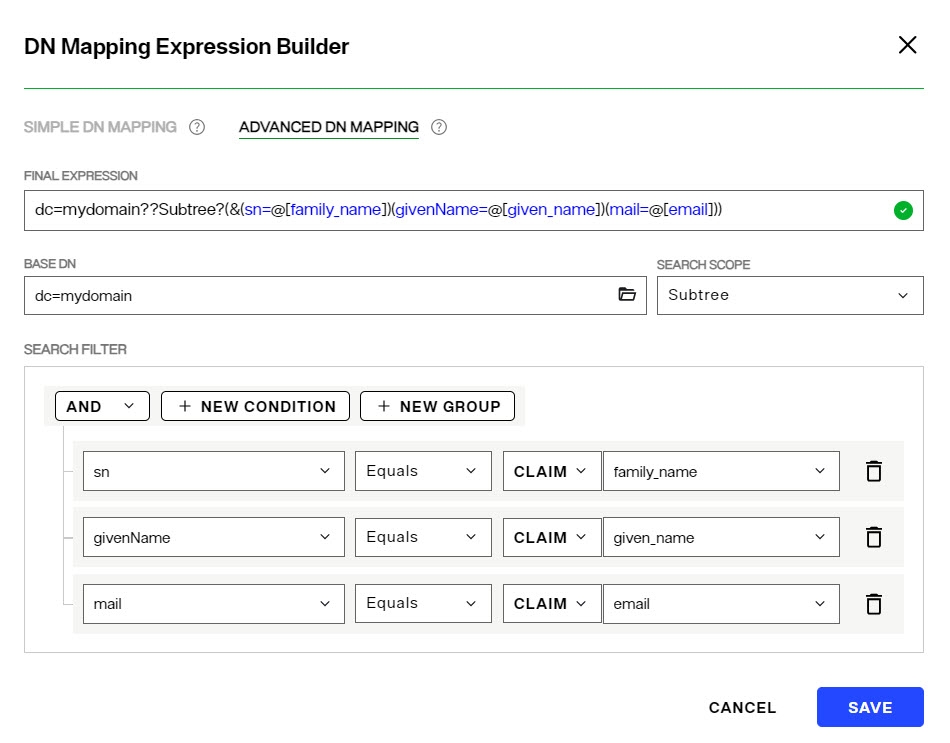 DN Mapping Expression Builder
SIMPLE DN MAPPING ? ADVANCED DN MAPPING ?
FINAL EXPRESSION
dc=mydomain??Subtree?(&(sn=@[family_name])(givenName=@[given_name])(mail=@[email]))
BASE DN SEARCH SCOPE
dc=mydomain Subtree
SEARCH FILTER
AND + NEW CONDITION + NEW GROUP
sn Equals CLAIM family_name
givenName Equals CLAIM given_name
mail Equals CLAIM email
CANCEL SAVE